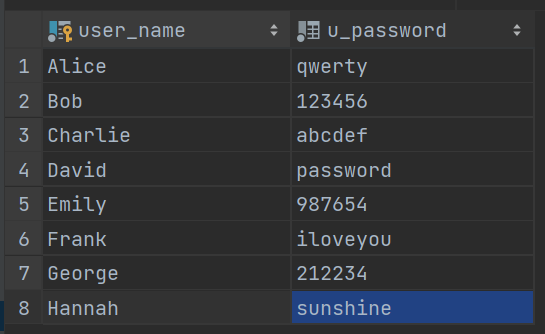 user_name u_password
1 Alice qwerty
2 Bob 123456
3 Charlie abcdef
4 David password
5 Emily 987654
6 Frank iloveyou
7 George 212234
8 Hannah sunshine